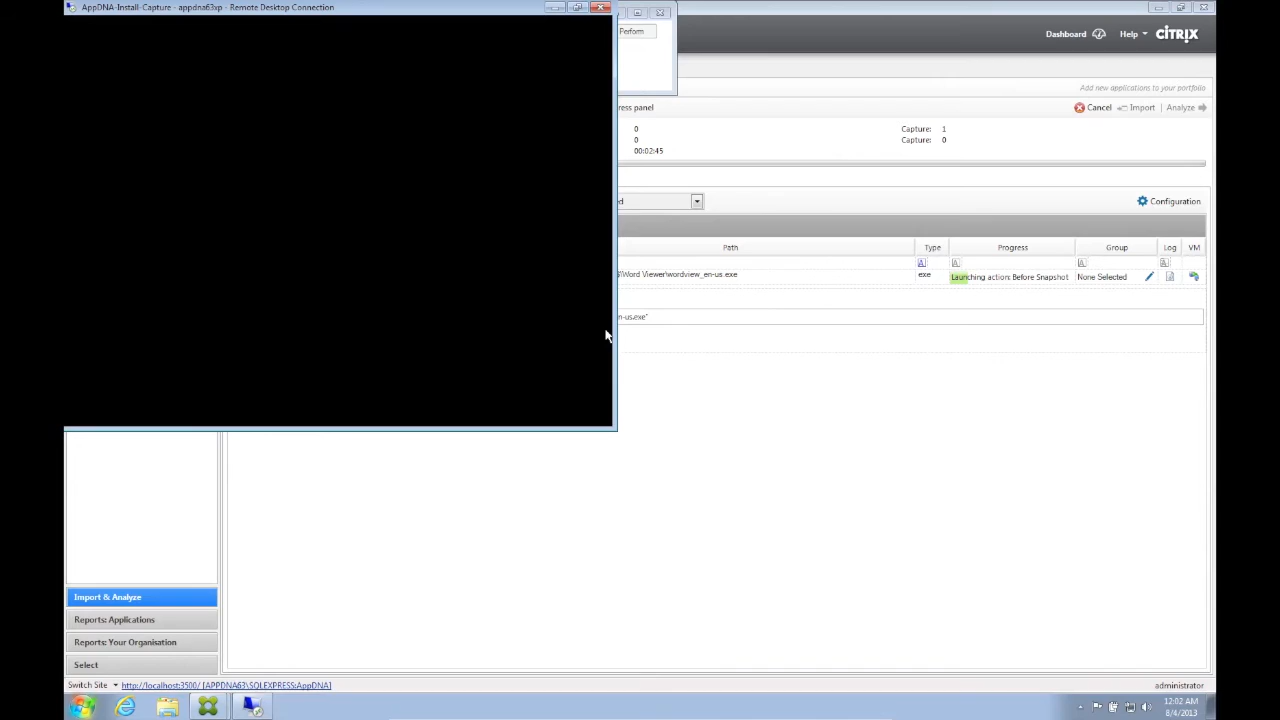 AppDNA-Install-Capture - appdna63xp - Remote Desktop Connection
Perform
Dashboard Help CITRIX
Add new applications to your portfolio
ress panel Cancel Import | Analyze
0 Capture: 1
0 Capture: 0
00:02:45
ed Configuration
Path Type Progress Group Log VM
\Word Viewer\wordview_en-us.exe exe Launching action: Before Snapshot None Selected
n-us.exe"
Import & Analyze
Reports: Applications
Reports: Your Organisation
Select
Switch Site http://localhost:3500/ [APPDNA63\SQLEXPRESS:AppDNA] administrator
12:02 AM
8/4/2013